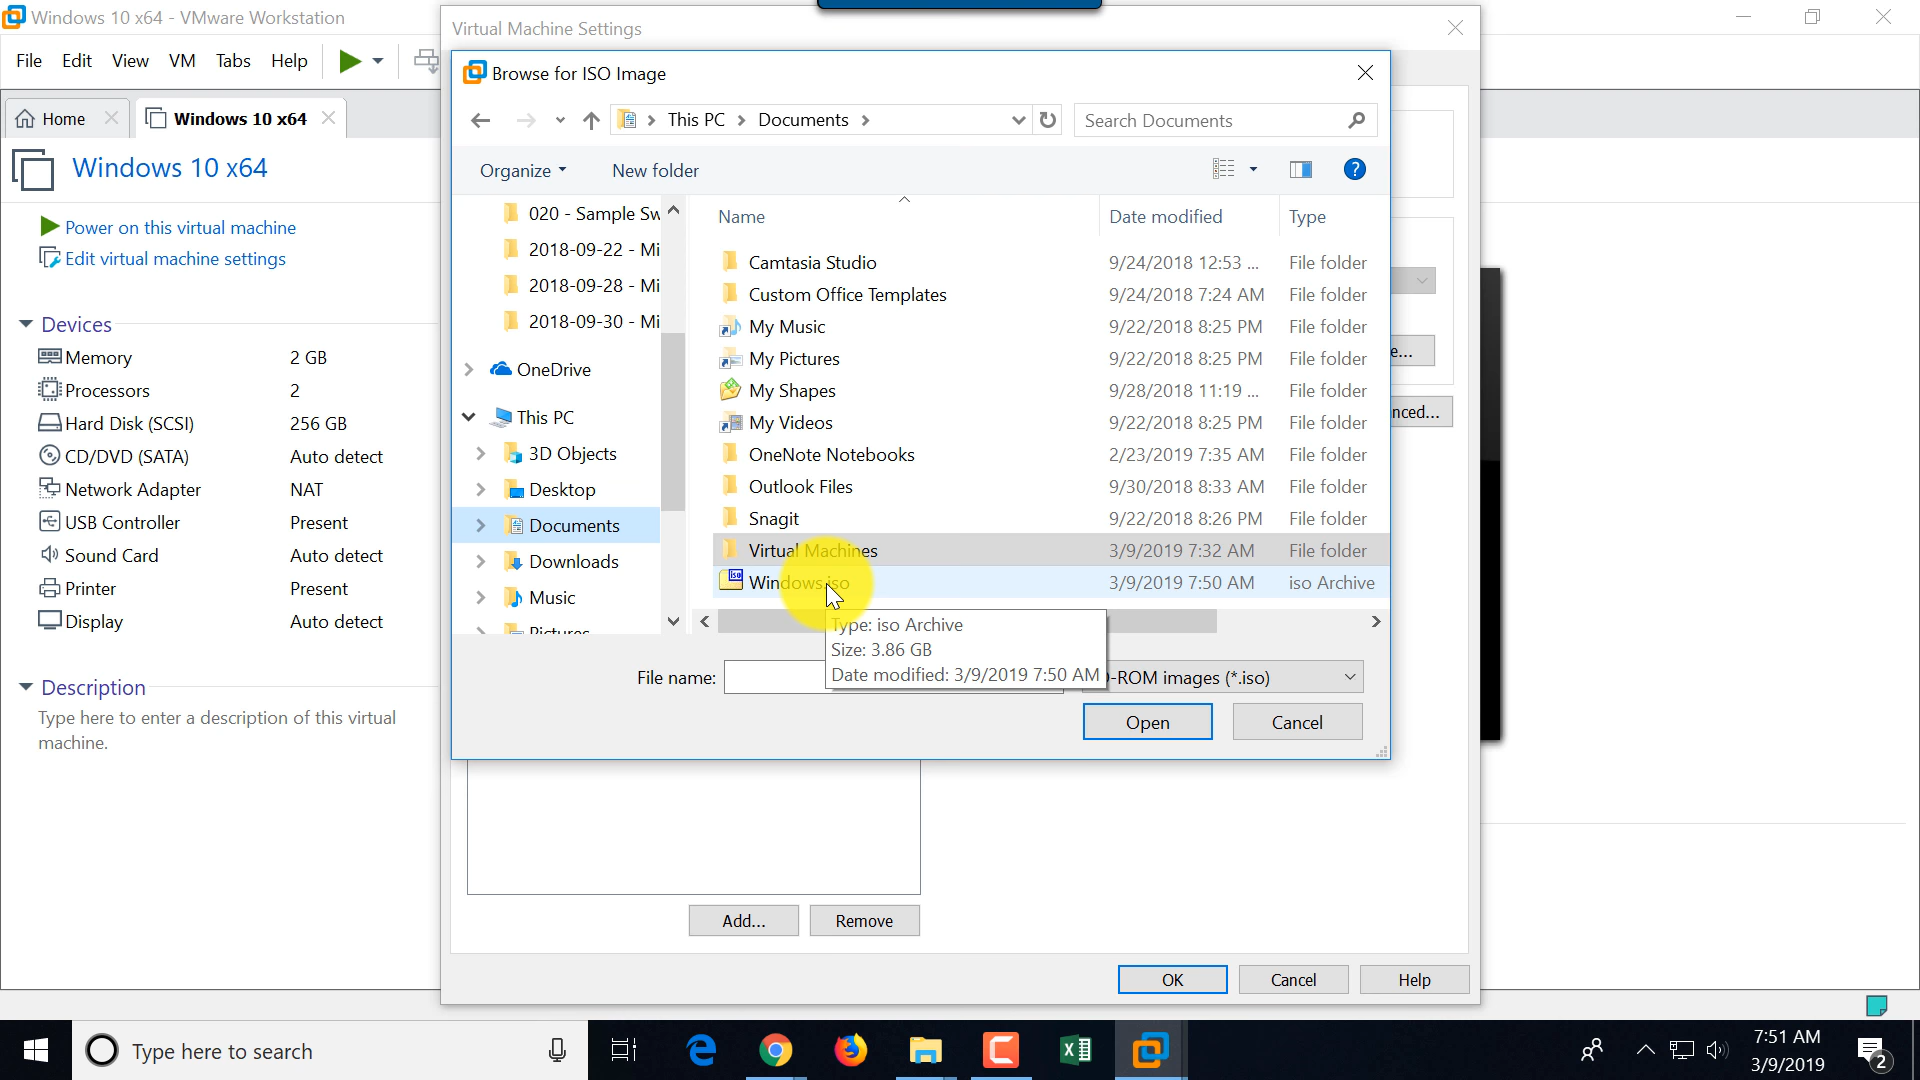 Windows 10 x64 - VMware Workstation
File Edit View VM Tabs Help
Home
Windows 10 x64
Windows 10 x64
Power on this virtual machine
Edit virtual machine settings
Devices
Memory 2 GB
Processors 2
Hard Disk (SCSI) 256 GB
CD/DVD (SATA) Auto detect
Network Adapter NAT
USB Controller Present
Sound Card Auto detect
Printer Present
Display Auto detect
Description
Type here to enter a description of this virtual
machine.
Virtual Machine Settings
Browse for ISO Image
This PC Documents
Search Documents
Organize New folder
020 - Sample Sw
2018-09-22 - Mi
2018-09-28 - Mi
2018-09-30 - Mi
OneDrive
This PC
3D Objects
Desktop
Documents
Downloads
Music
Pictures
Name Date modified Type
Camtasia Studio 9/24/2018 12:53 ... File folder
Custom Office Templates 9/24/2018 7:24 AM File folder
My Music 9/22/2018 8:25 PM File folder
My Pictures 9/22/2018 8:25 PM File folder
My Shapes 9/28/2018 11:19 ... File folder
My Videos 9/22/2018 8:25 PM File folder
OneNote Notebooks 2/23/2019 7:35 AM File folder
Outlook Files 9/30/2018 8:33 AM File folder
Snagit 9/22/2018 8:26 PM File folder
Virtual Machines 3/9/2019 7:32 AM File folder
Windows.iso 3/9/2019 7:50 AM iso Archive
Type: iso Archive
Size: 3.86 GB
Date modified: 3/9/2019 7:50 AM
File name:
-ROM images (*.iso)
Open Cancel
e...
nced...
Add... Remove
OK Cancel Help
Type here to search
7:51 AM
3/9/2019
2